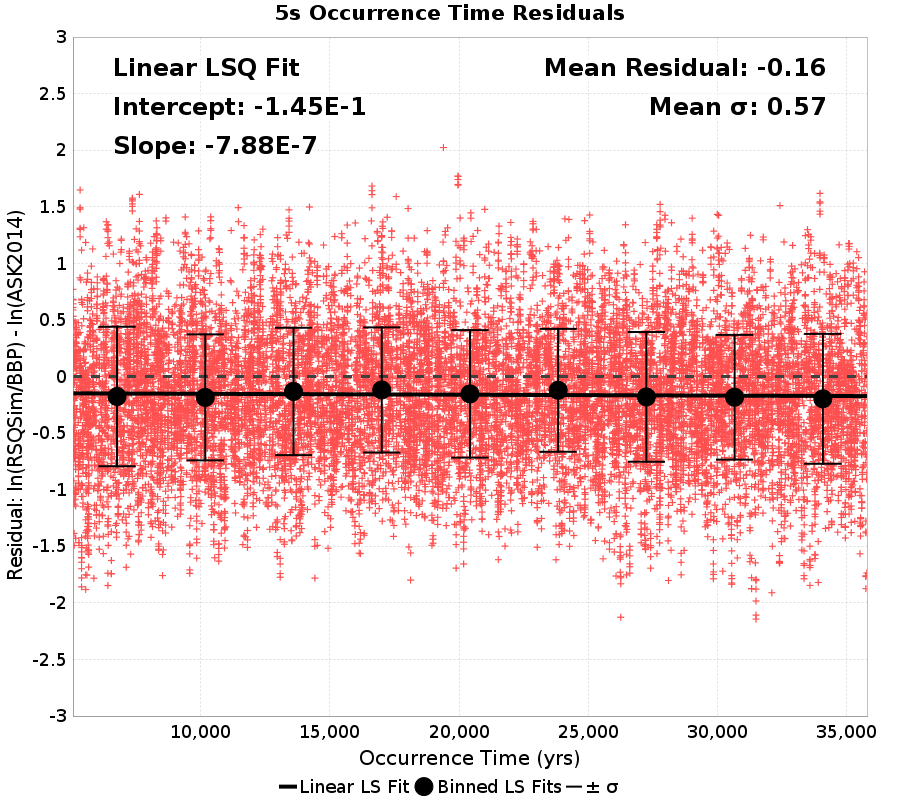 5s Occurrence Time Residuals
Linear LSQ Fit
Intercept: -1.45E-1
Slope: -7.88E-7
Mean Residual: -0.16
Mean σ: 0.57
Residual: ln(RSQSim/BBP) - ln(ASK2014)
3
2.5
2
1.5
1
0.5
0
-0.5
-1
-1.5
-2
-2.5
-3
10,000
15,000
20,000
25,000
30,000
35,000
Occurrence Time (yrs)
Linear LS Fit
Binned LS Fits
± σ